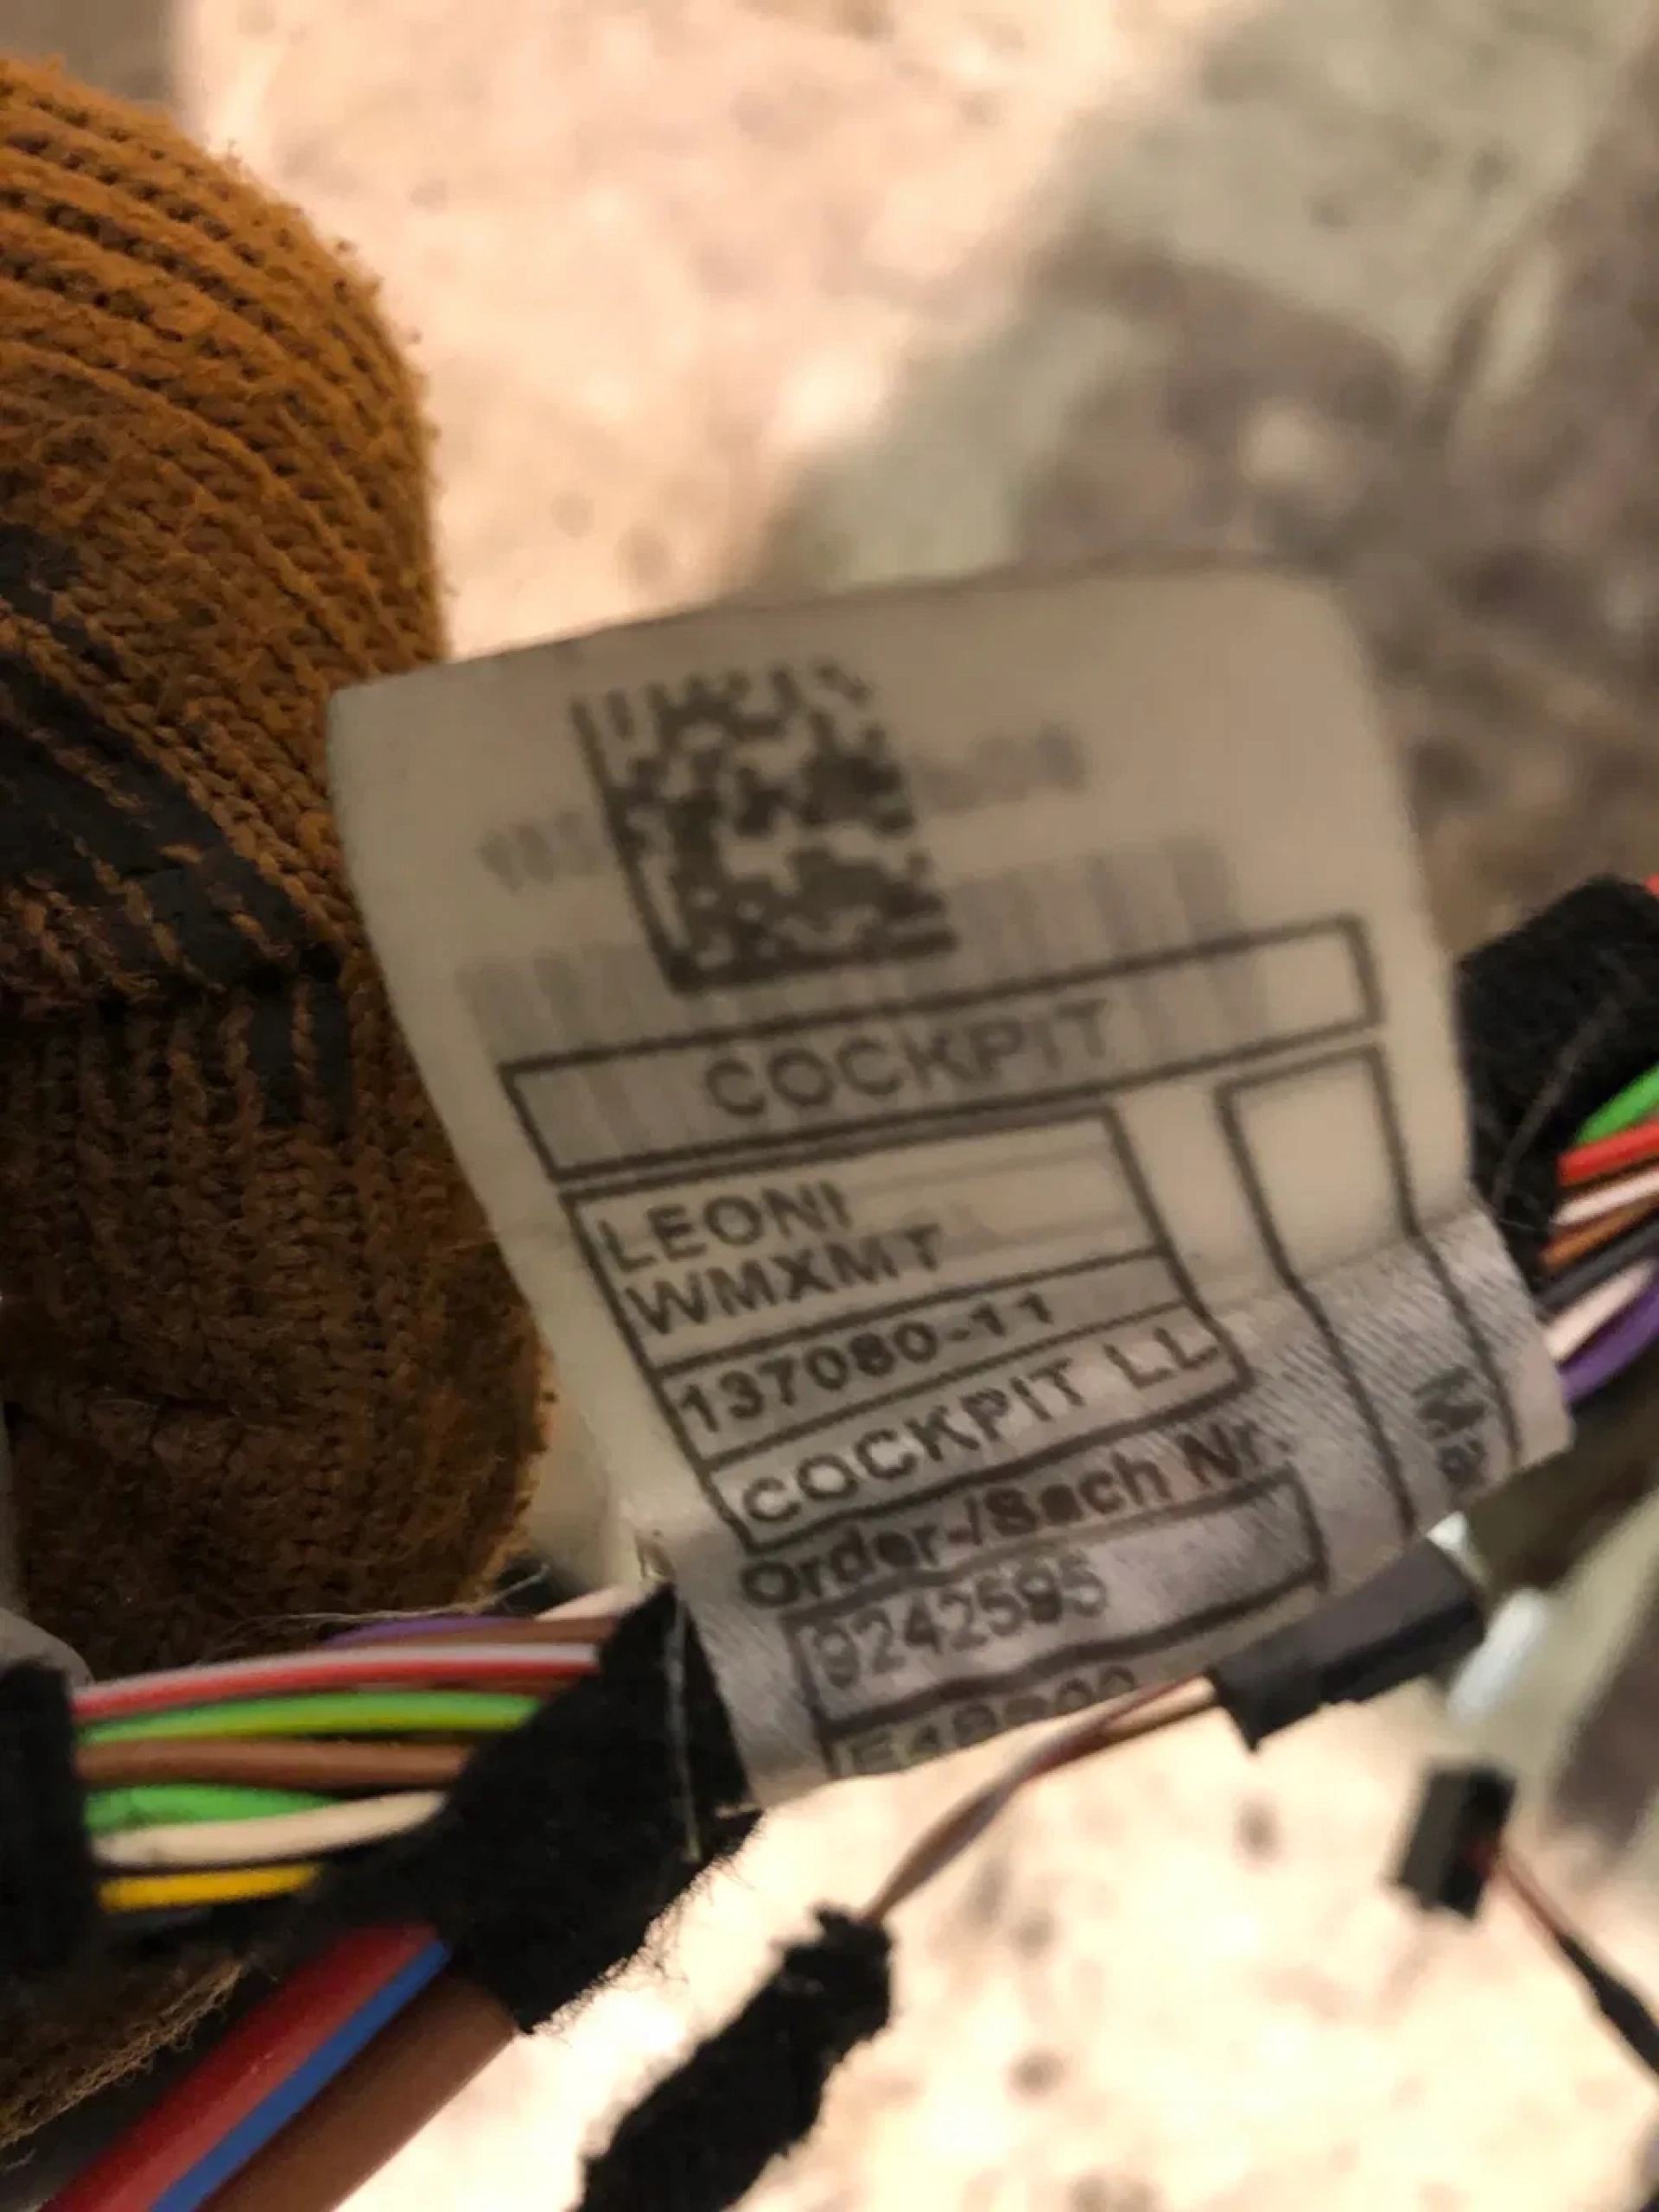 COCKPIT
LEONI
WMXMT
137080-11
COCKPIT LL
Order-/Sach Nr.
9242595